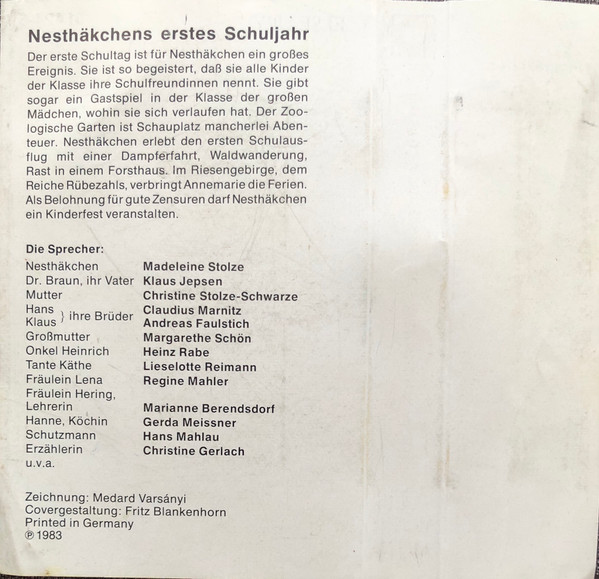 Nesthäkchens erstes Schuljahr
Der erste Schultag ist für Nesthäkchen ein großes
Ereignis. Sie ist so begeistert, daß sie alle Kinder
der Klasse ihre Schulfreundinnen nennt. Sie gibt
sogar ein Gastspiel in der Klasse der großen
Mädchen, wohin sie sich verlaufen hat. Der Zoo-
logische Garten ist Schauplatz mancherlei Aben-
teuer. Nesthäkchen erlebt den ersten Schulaus-
flug mit einer Dampferfahrt, Waldwanderung,
Rast in einem Forsthaus. Im Riesengebirge, dem
Reiche Rübezahls, verbringt Annemarie die Ferien.
Als Belohnung für gute Zensuren darf Nesthäkchen
ein Kinderfest veranstalten.
Die Sprecher:
Nesthäkchen Madeleine Stolze
Dr. Braun, ihr Vater Klaus Jepsen
Mutter Christine Stolze-Schwarze
Hans } ihre Brüder Claudius Marnitz
Klaus Andreas Faulstich
Großmutter Margarethe Schön
Onkel Heinrich Heinz Rabe
Tante Käthe Lieselotte Reimann
Fräulein Lena Regine Mahler
Fräulein Hering,
Lehrerin Marianne Berendsdorf
Hanne, Köchin Gerda Meissner
Schutzmann Hans Mahlau
Erzählerin Christine Gerlach
u.v.a.
Zeichnung: Medard Varsányi
Covergestaltung: Fritz Blankenhorn
Printed in Germany
℗ 1983